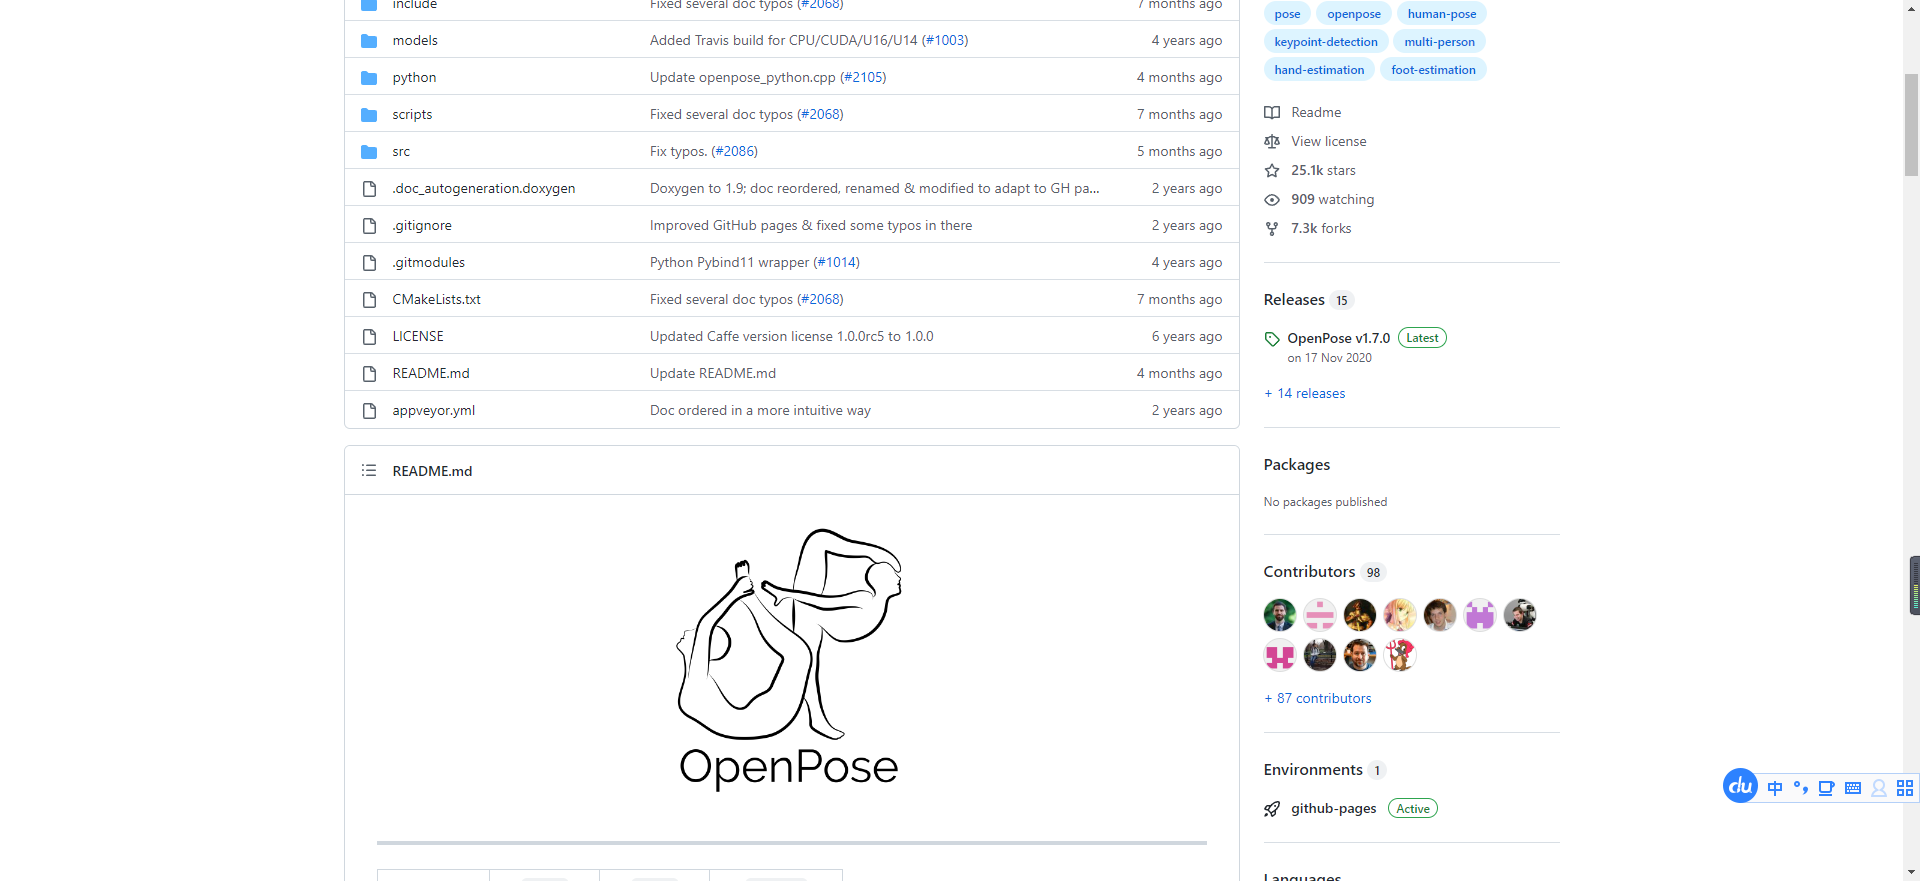 include Fixed several doc typos (#2068) 7 months ago
models Added Travis build for CPU/CUDA/U16/U14 (#1003) 4 years ago
python Update openpose_python.cpp (#2105) 4 months ago
scripts Fixed several doc typos (#2068) 7 months ago
src Fix typos. (#2086) 5 months ago
.doc_autogeneration.doxygen Doxygen to 1.9; doc reordered, renamed & modified to adapt to GH pa... 2 years ago
.gitignore Improved GitHub pages & fixed some typos in there 2 years ago
.gitmodules Python Pybind11 wrapper (#1014) 4 years ago
CMakeLists.txt Fixed several doc typos (#2068) 7 months ago
LICENSE Updated Caffe version license 1.0.0rc5 to 1.0.0 6 years ago
README.md Update README.md 4 months ago
appveyor.yml Doc ordered in a more intuitive way 2 years ago
README.md
OpenPose
pose openpose human-pose
keypoint-detection multi-person
hand-estimation foot-estimation
Readme
View license
25.1k stars
909 watching
7.3k forks
Releases 15
OpenPose v1.7.0 Latest
on 17 Nov 2020
+ 14 releases
Packages
No packages published
Contributors 98
+ 87 contributors
Environments 1
github-pages Active
Languages
du 中